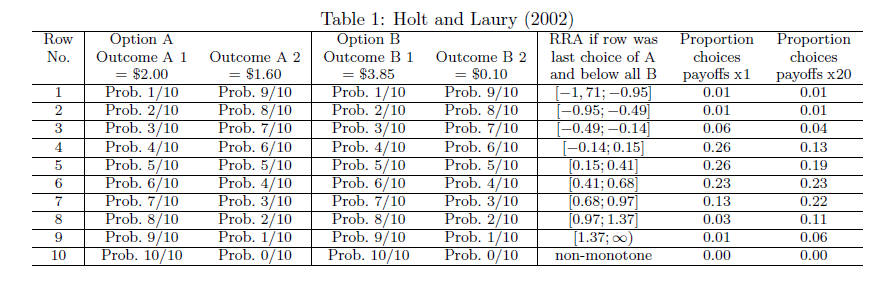 Table 1: Holt and Laury (2002)
Row Option A Option B RRA if row was Proportion Proportion
No. Outcome A 1 Outcome A 2 Outcome B 1 Outcome B 2 last choice of A choices choices
= $2.00 = $1.60 = $3.85 = $0.10 and below all B payoffs x1 payoffs x20
1 Prob. 1/10 Prob. 9/10 Prob. 1/10 Prob. 9/10 [−1, 71; −0.95] 0.01 0.01
2 Prob. 2/10 Prob. 8/10 Prob. 2/10 Prob. 8/10 [−0.95; −0.49] 0.01 0.01
3 Prob. 3/10 Prob. 7/10 Prob. 3/10 Prob. 7/10 [−0.49; −0.14] 0.06 0.04
4 Prob. 4/10 Prob. 6/10 Prob. 4/10 Prob. 6/10 [−0.14; 0.15] 0.26 0.13
5 Prob. 5/10 Prob. 5/10 Prob. 5/10 Prob. 5/10 [0.15; 0.41] 0.26 0.19
6 Prob. 6/10 Prob. 4/10 Prob. 6/10 Prob. 4/10 [0.41; 0.68] 0.23 0.23
7 Prob. 7/10 Prob. 3/10 Prob. 7/10 Prob. 3/10 [0.68; 0.97] 0.13 0.22
8 Prob. 8/10 Prob. 2/10 Prob. 8/10 Prob. 2/10 [0.97; 1.37] 0.03 0.11
9 Prob. 9/10 Prob. 1/10 Prob. 9/10 Prob. 1/10 [1.37; ∞) 0.01 0.06
10 Prob. 10/10 Prob. 0/10 Prob. 10/10 Prob. 0/10 non-monotone 0.00 0.00